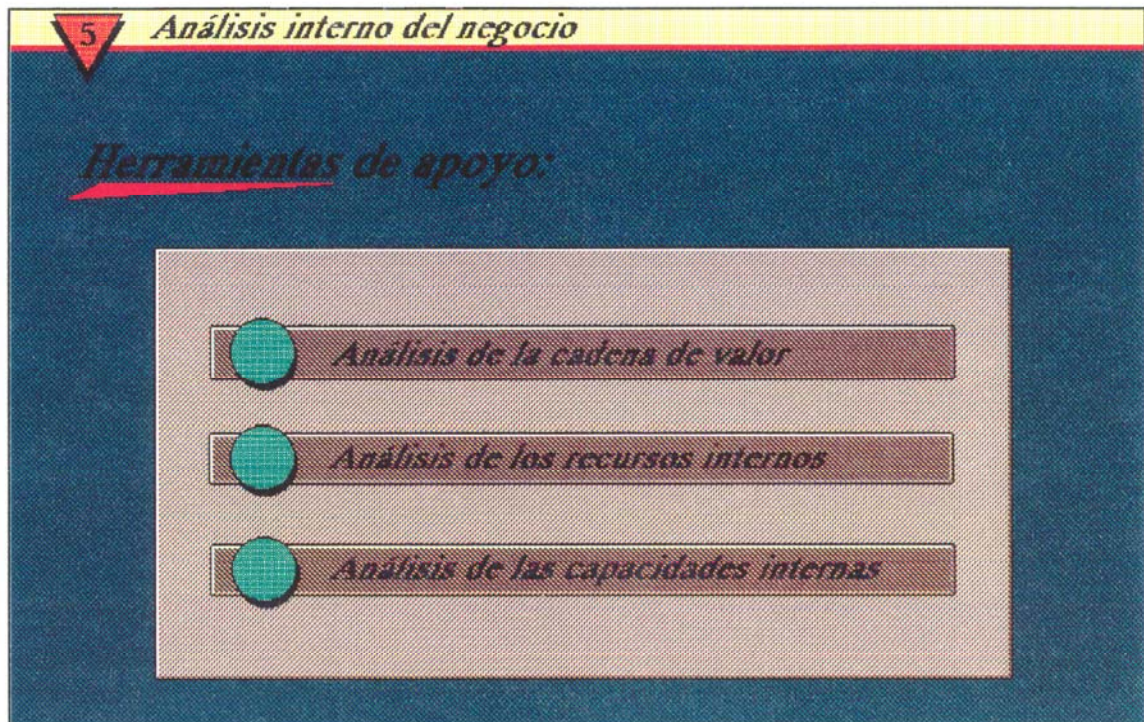 5 Análisis interno del negocio
Herramientas de apoyo:
Análisis de la cadena de valor
Análisis de los recursos internos
Análisis de las capacidades internas